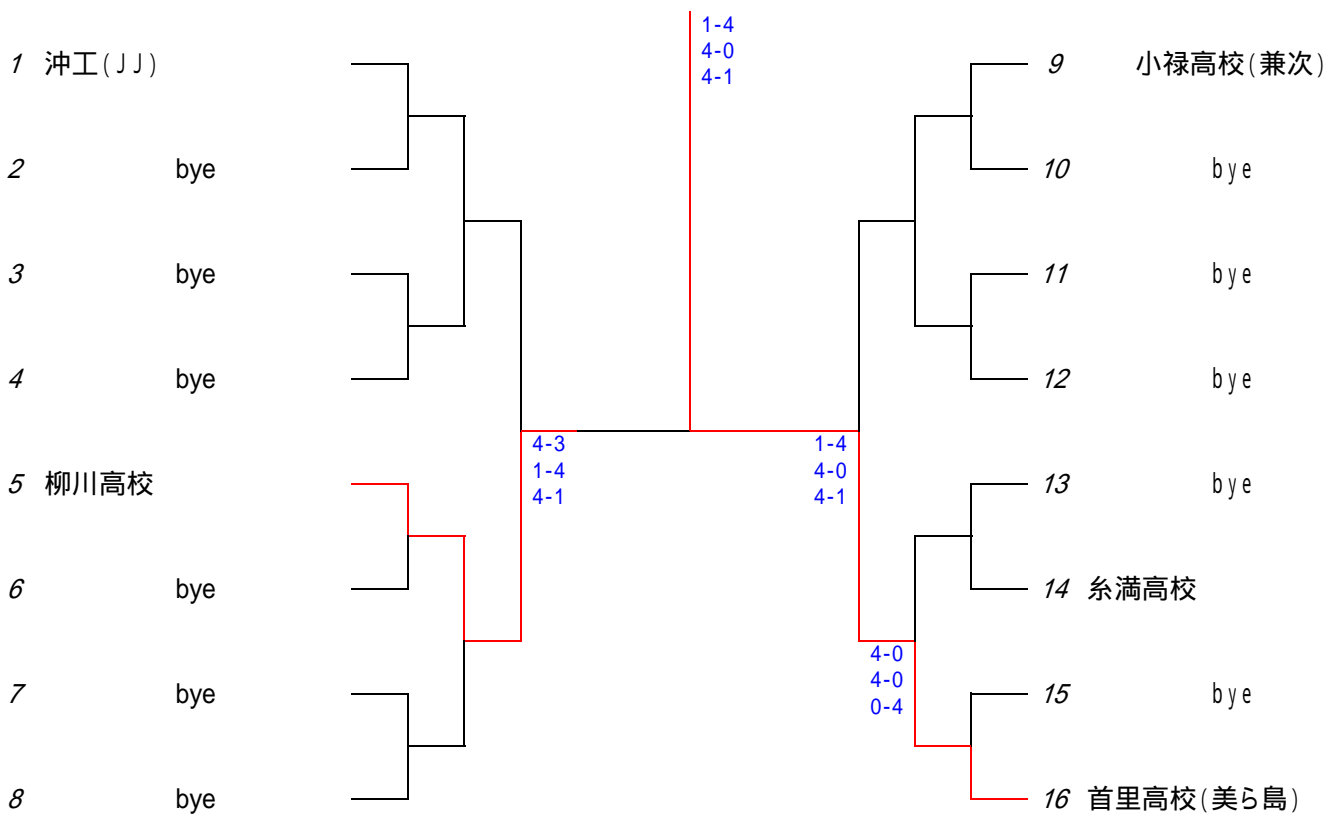 1 沖工(JJ)
2 bye
3 bye
4 bye
5 柳川高校
6 bye
7 bye
8 bye
4-3
1-4
4-1
1-4
4-0
4-1
1-4
4-0
4-1
4-0
4-0
0-4
9 小禄高校(兼次)
10 bye
11 bye
12 bye
13 bye
14 糸満高校
15 bye
16 首里高校(美ら島)